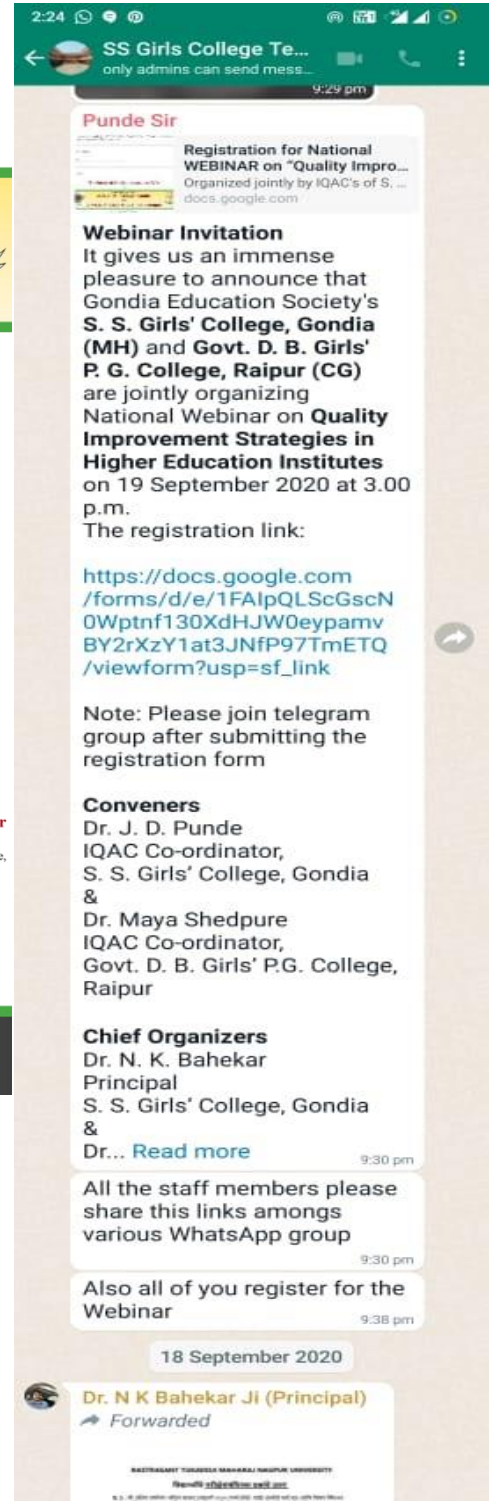 2:24
SS Girls College Te...
only admins can send mess...
9:29 pm
Punde Sir
Registration for National
WEBINAR on "Quality Impro...
Organized jointly by IQAC's of S. ...
docs.google.com
Webinar Invitation
It gives us an immense
pleasure to announce that
Gondia Education Society's
S. S. Girls' College, Gondia
(MH) and Govt. D. B. Girls'
P. G. College, Raipur (CG)
are jointly organizing
National Webinar on Quality
Improvement Strategies in
Higher Education Institutes
on 19 September 2020 at 3.00
p.m.
The registration link:
https://docs.google.com
/forms/d/e/1FAIpQLScGscN
0Wptnf130XdHJW0eypamv
BY2rXzY1at3JNfP97TmETQ
/viewform?usp=sf_link
Note: Please join telegram
group after submitting the
registration form
Conveners
Dr. J. D. Punde
IQAC Co-ordinator,
S. S. Girls' College, Gondia
&
Dr. Maya Shedpure
IQAC Co-ordinator,
Govt. D. B. Girls' P.G. College,
Raipur
Chief Organizers
Dr. N. K. Bahekar
Principal
S. S. Girls' College, Gondia
&
Dr... Read more
9:30 pm
All the staff members please
share this links amongs
various WhatsApp group
9:30 pm
Also all of you register for the
Webinar
9:38 pm
18 September 2020
Dr. N K Bahekar Ji (Principal)
Forwarded
RASTRASANT TUKADOJI MAHARAJ NAGPUR UNIVERSITY